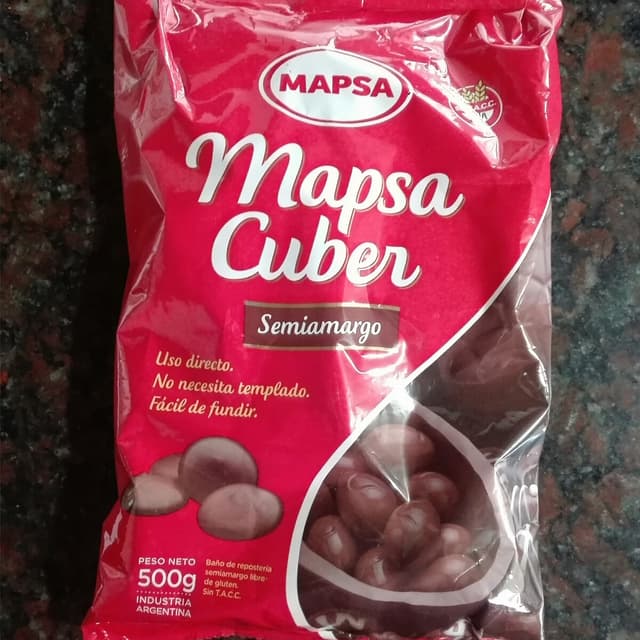 MAPSA
Mapsa
Cuber
Semiamargo
Uso directo.
No necesita templado.
Fácil de fundir.
PESO NETO
500g
INDUSTRIA
ARGENTINA
Baño de repostería
semiamargo libre
de gluten.
Sin T.A.C.C.